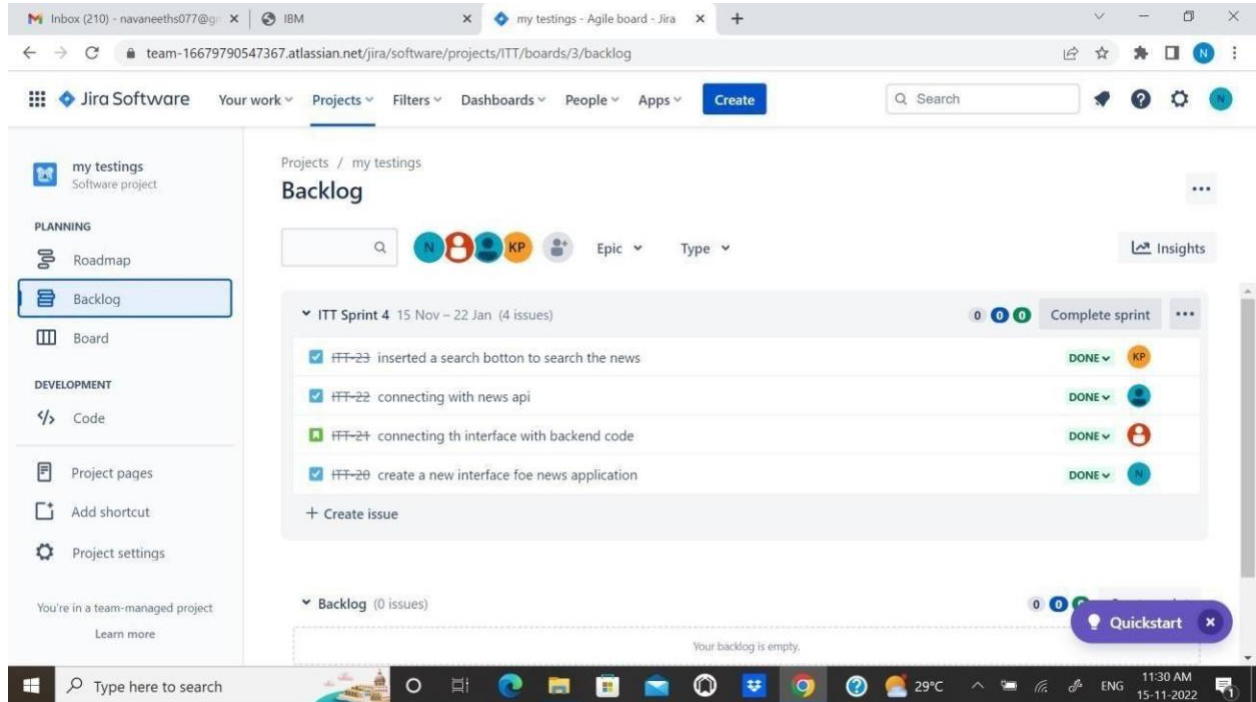 Inbox (210) - navaneeths077@gn
IBM
my testings - Agile board - Jira
team-16679790547367.atlassian.net/jira/software/projects/ITT/boards/3/backlog
N
Jira Software Your work Projects Filters Dashboards People Apps Create Search
N
my testings
Software project
PLANNING
Roadmap
Backlog
Board
DEVELOPMENT
Code
Project pages
Add shortcut
Project settings
You're in a team-managed project
Learn more
Projects / my testings
Backlog
N KP Epic Type Insights
ITT Sprint 4 15 Nov – 22 Jan (4 issues) 0 0 0 Complete sprint
ITT-23 inserted a search botton to search the news DONE KP
ITT-22 connecting with news api DONE
ITT-21 connecting th interface with backend code DONE
ITT-20 create a new interface foe news application DONE N
+ Create issue
Backlog (0 issues) 0 0
Your backlog is empty.
Quickstart
Type here to search 29°C ENG 11:30 AM
15-11-2022
1